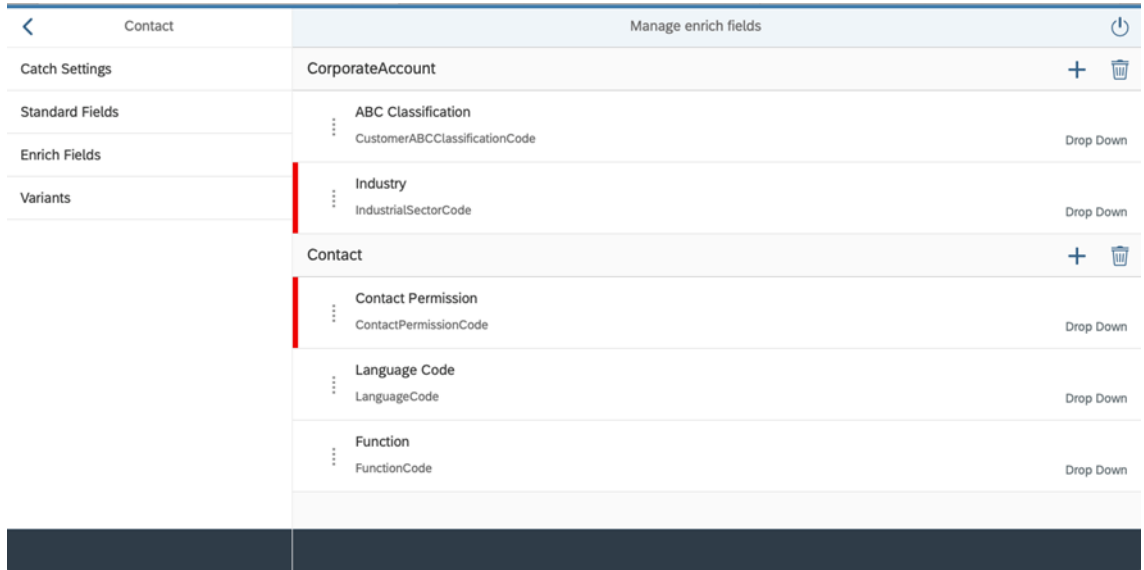 Contact
Manage enrich fields
Catch Settings
Standard Fields
Enrich Fields
Variants
CorporateAccount
ABC Classification
CustomerABCClassificationCode
Drop Down
Industry
IndustrialSectorCode
Drop Down
Contact
Contact Permission
ContactPermissionCode
Drop Down
Language Code
LanguageCode
Drop Down
Function
FunctionCode
Drop Down